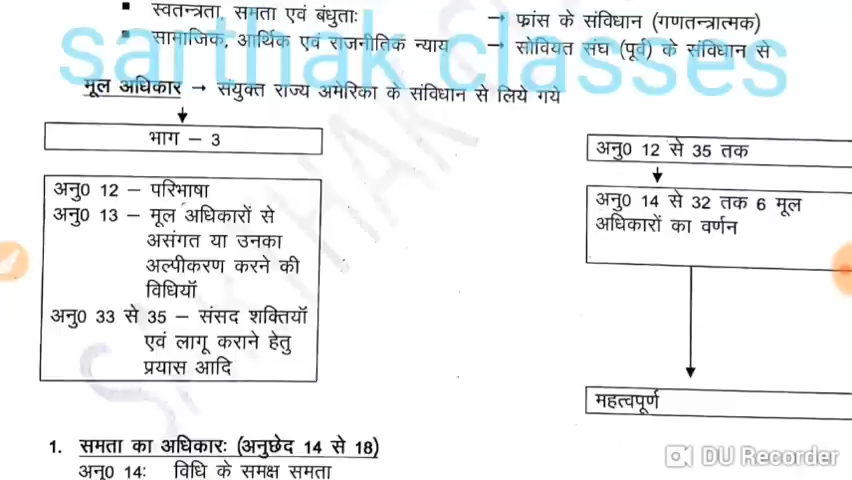 ▪ स्वतन्त्रता, समता एवं बंधुताः → फ्रांस के संविधान (गणतन्त्रात्मक)
▪ सामाजिक, आर्थिक एवं राजनीतिक न्याय → सोवियत संघ (पूर्व) के संविधान से
sarthak classes
मूल अधिकार → संयुक्त राज्य अमेरिका के संविधान से लिये गये
भाग – 3
अनु0 12 से 35 तक
अनु0 12 – परिभाषा
अनु0 13 – मूल अधिकारों से
असंगत या उनका
अल्पीकरण करने की
विधियॉ
अनु0 33 से 35 – संसद शक्तियॉ
एवं लागू कराने हेतु
प्रयास आदि
अनु0 14 से 32 तक 6 मूल
अधिकारों का वर्णन
महत्वपूर्ण
1. समता का अधिकारः (अनुछेद 14 से 18)
अनु0 14ः विधि के समक्ष समता
DU Recorder